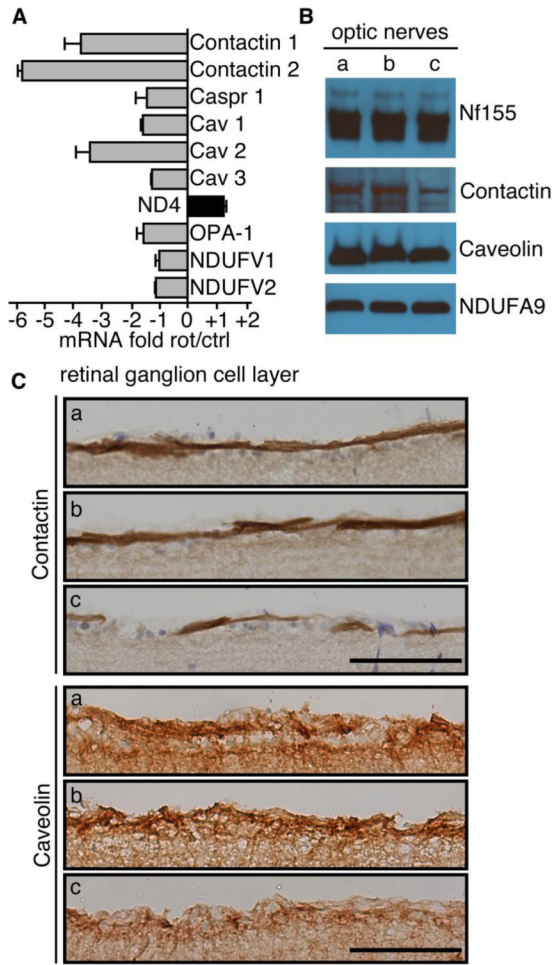 A
Contactin 1
Contactin 2
Caspr 1
Cav 1
Cav 2
Cav 3
ND4
OPA-1
NDUFV1
NDUFV2
-6 -5 -4 -3 -2 -1 0 +1 +2
mRNA fold rot/ctrl
B
optic nerves
a b c
Nf155
Contactin
Caveolin
NDUFA9
C
retinal ganglion cell layer
Contactin
a
b
c
Caveolin
a
b
c